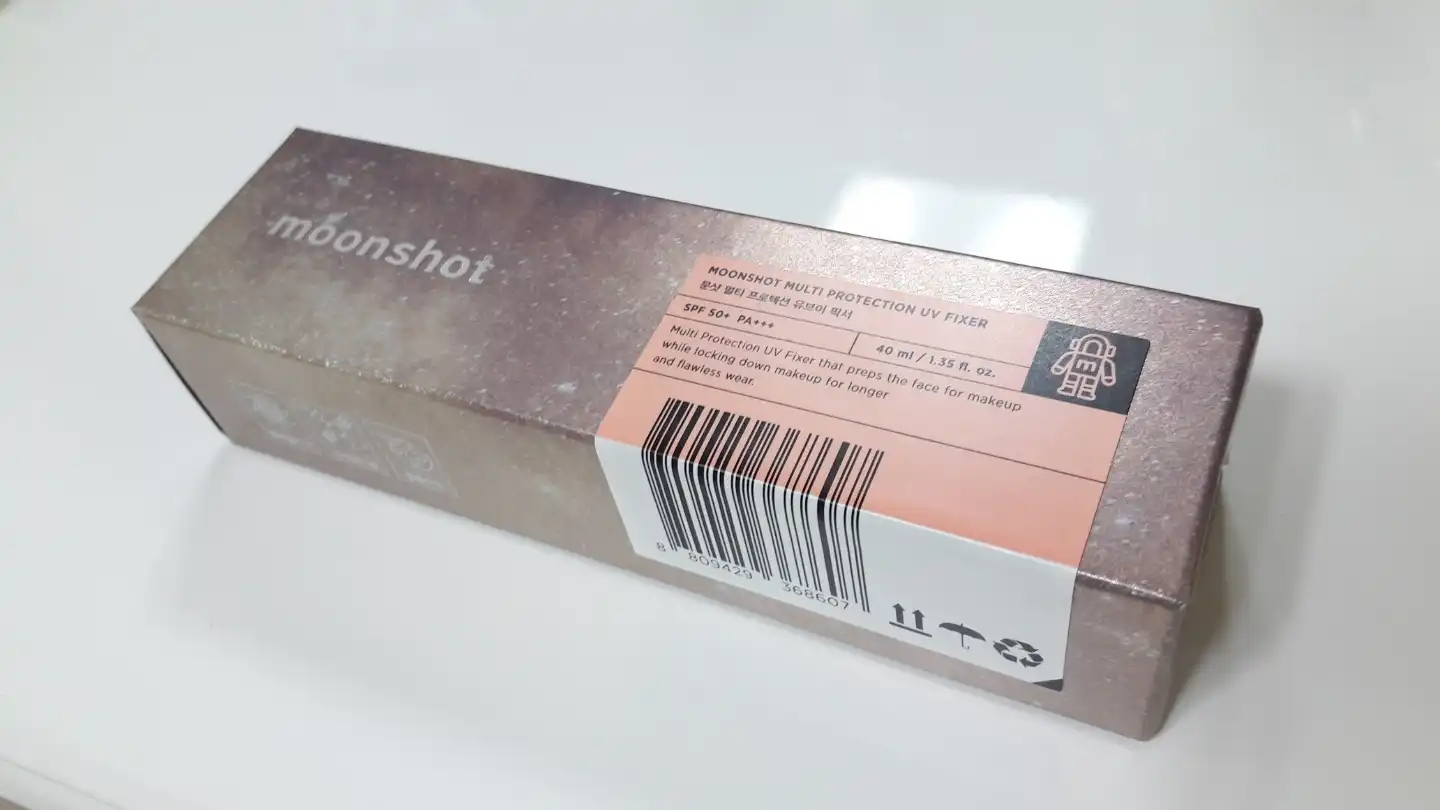 moonshot
MOONSHOT MULTI PROTECTION UV FIXER
문샷 멀티 프로텍션 유브이 픽서
SPF 50+ PA+++
40 ml / 1.35 fl. oz.
Multi Protection UV Fixer that preps the face for makeup
while locking down makeup for longer
and flawless wear.
m
8 809429 368607